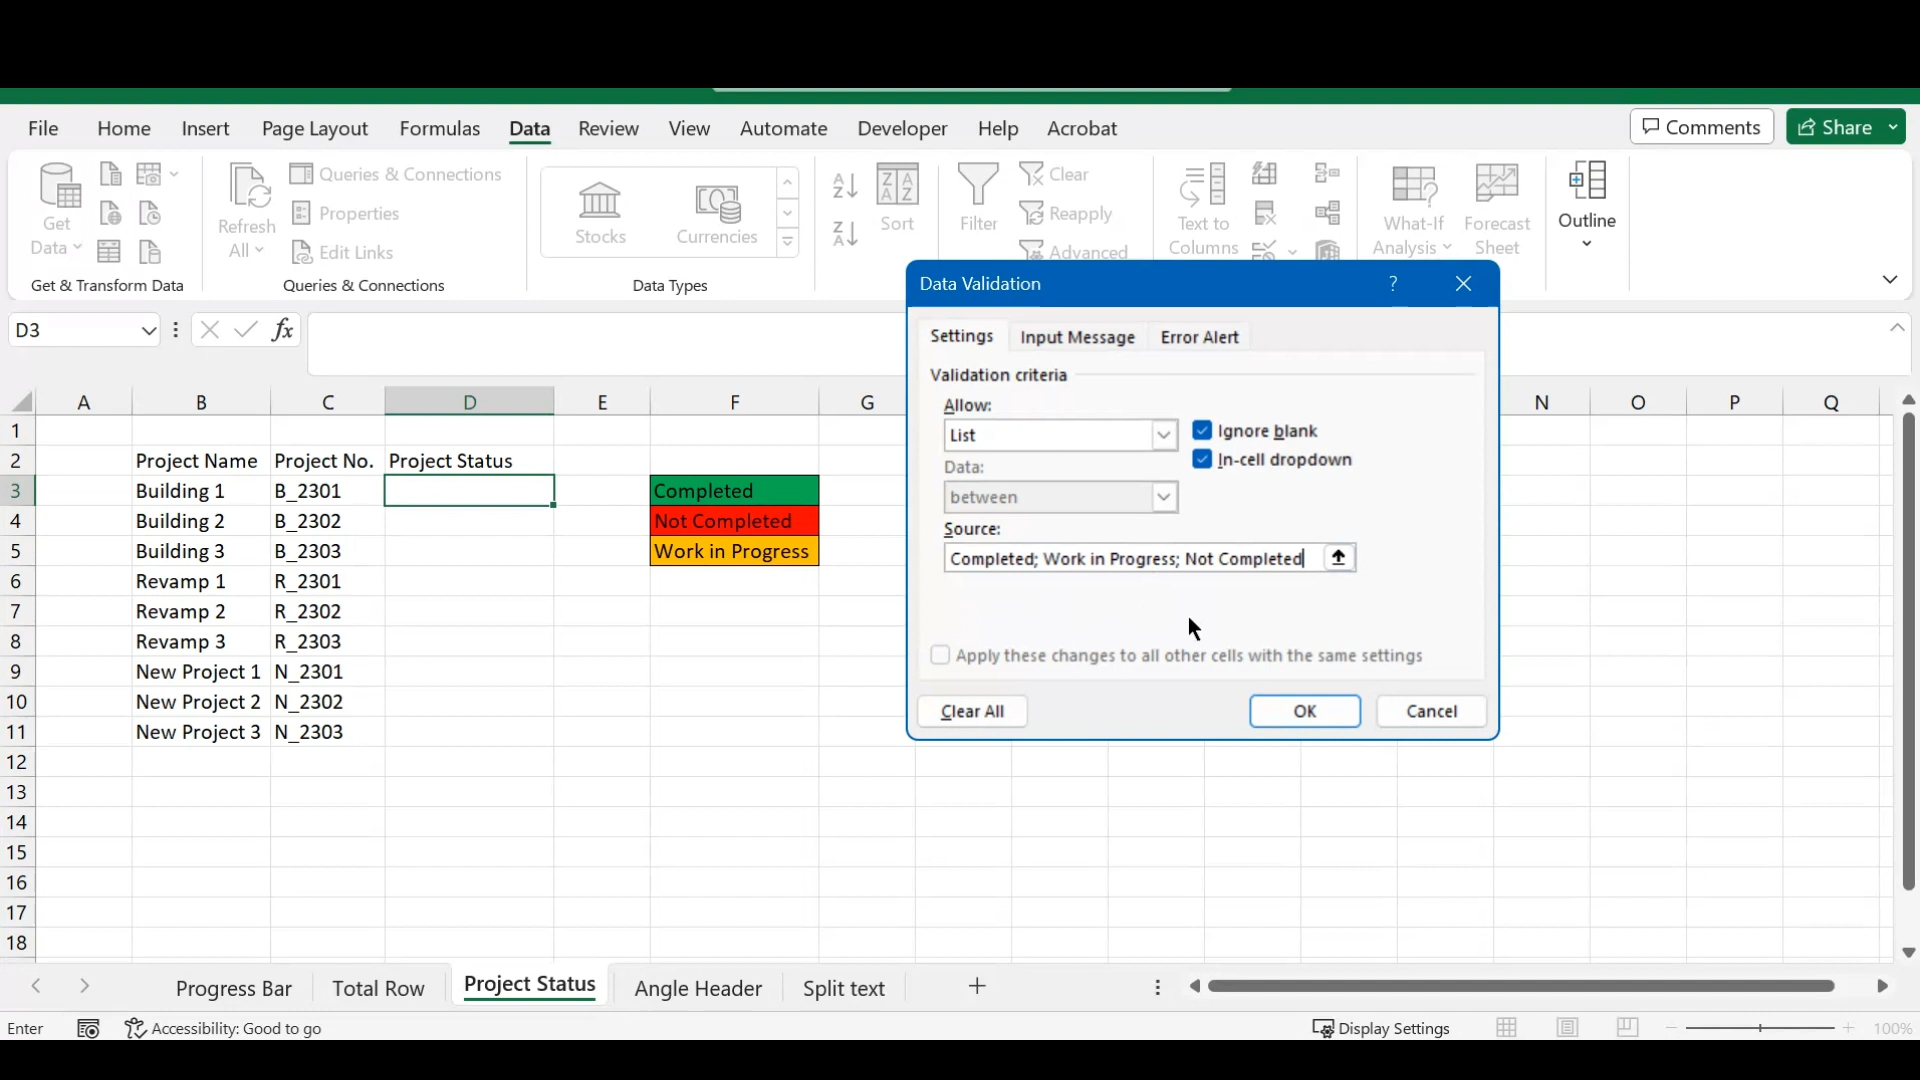 File Home Insert Page Layout Formulas Data Review View Automate Developer Help Acrobat Comments Share
Get Data
Refresh All
Queries & Connections
Properties
Edit Links
Stocks
Currencies
Sort
Filter
Clear
Reapply
Advanced
Text to Columns
What-If Analysis
Forecast Sheet
Outline
Get & Transform Data
Queries & Connections
Data Types
D3
fx
Data Validation ?
Settings Input Message Error Alert
Validation criteria
Allow:
List
Ignore blank
Data:
In-cell dropdown
between
Source:
Completed; Work in Progress; Not Completed
Apply these changes to all other cells with the same settings
Clear All OK Cancel
A B C D E F G N O P Q
1
2 Project Name Project No. Project Status
3 Building 1 B_2301 Completed
4 Building 2 B_2302 Not Completed
5 Building 3 B_2303 Work in Progress
6 Revamp 1 R_2301
7 Revamp 2 R_2302
8 Revamp 3 R_2303
9 New Project 1 N_2301
10 New Project 2 N_2302
11 New Project 3 N_2303
12
13
14
15
16
17
18
Progress Bar Total Row Project Status Angle Header Split text
Enter Accessibility: Good to go Display Settings 100%